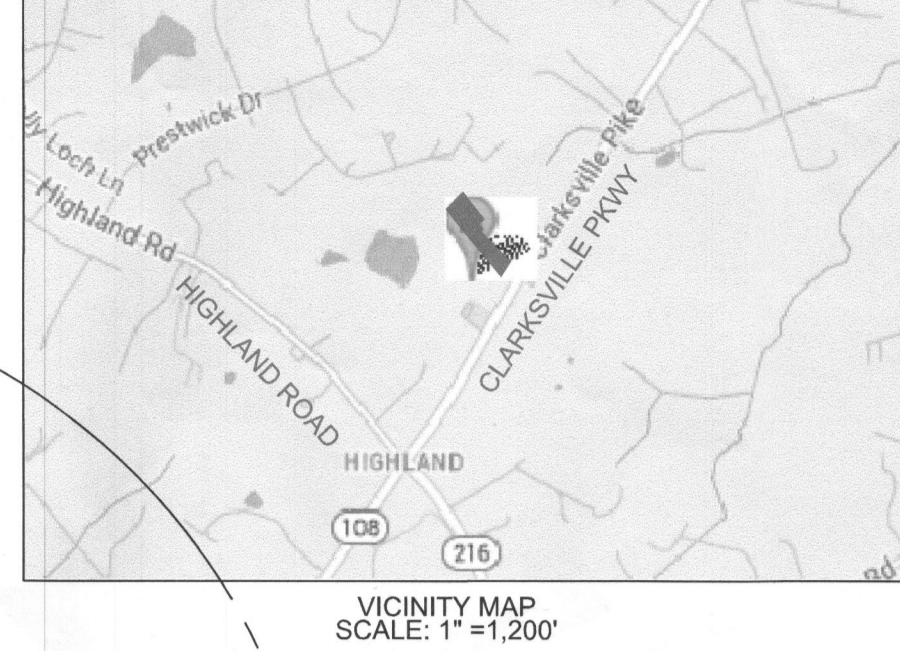 Prestwick Dr
lly Loch Ln
Highland Rd
Clarksville Pike
CLARKSVILLE PKWY
HIGHLAND ROAD
HIGHLAND
108
216
VICINITY MAP
SCALE: 1" =1,200'